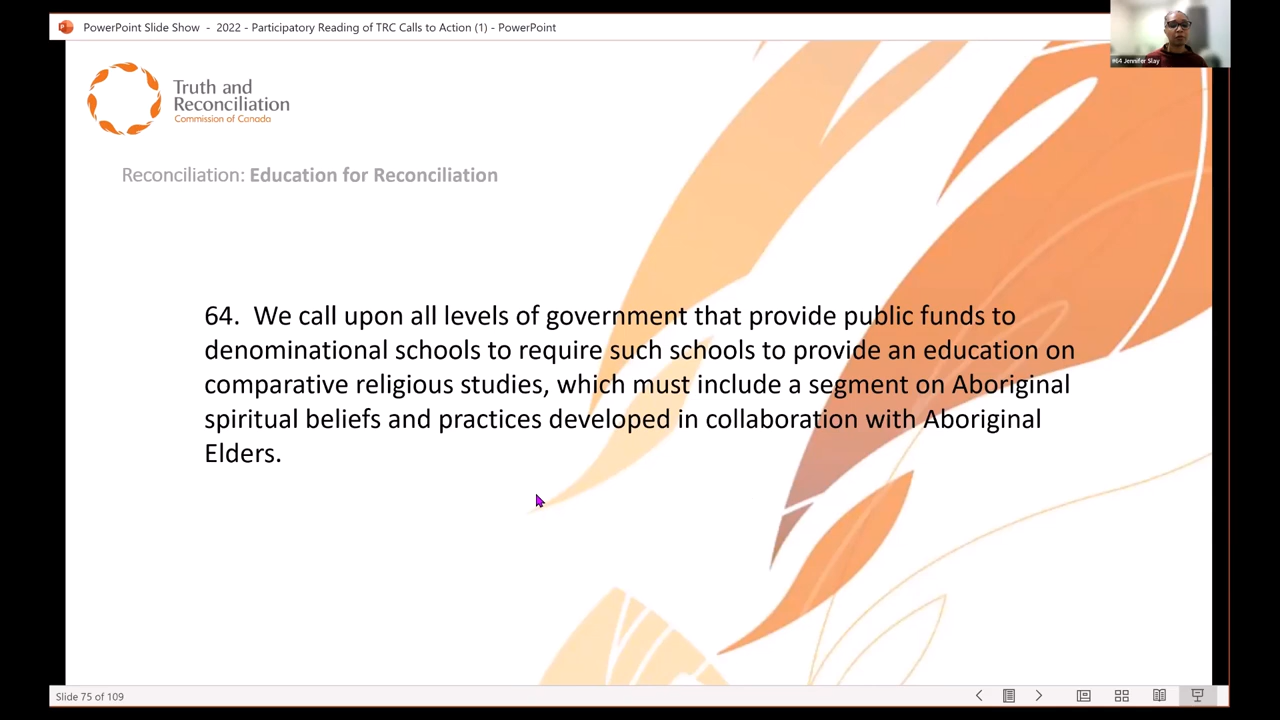 PowerPoint Slide Show - 2022 - Participatory Reading of TRC Calls to Action (1) - PowerPoint
#64 Jennifer Slay
Truth and
Reconciliation
Commission of Canada
Reconciliation: Education for Reconciliation
64. We call upon all levels of government that provide public funds to
denominational schools to require such schools to provide an education on
comparative religious studies, which must include a segment on Aboriginal
spiritual beliefs and practices developed in collaboration with Aboriginal
Elders.
Slide 75 of 109